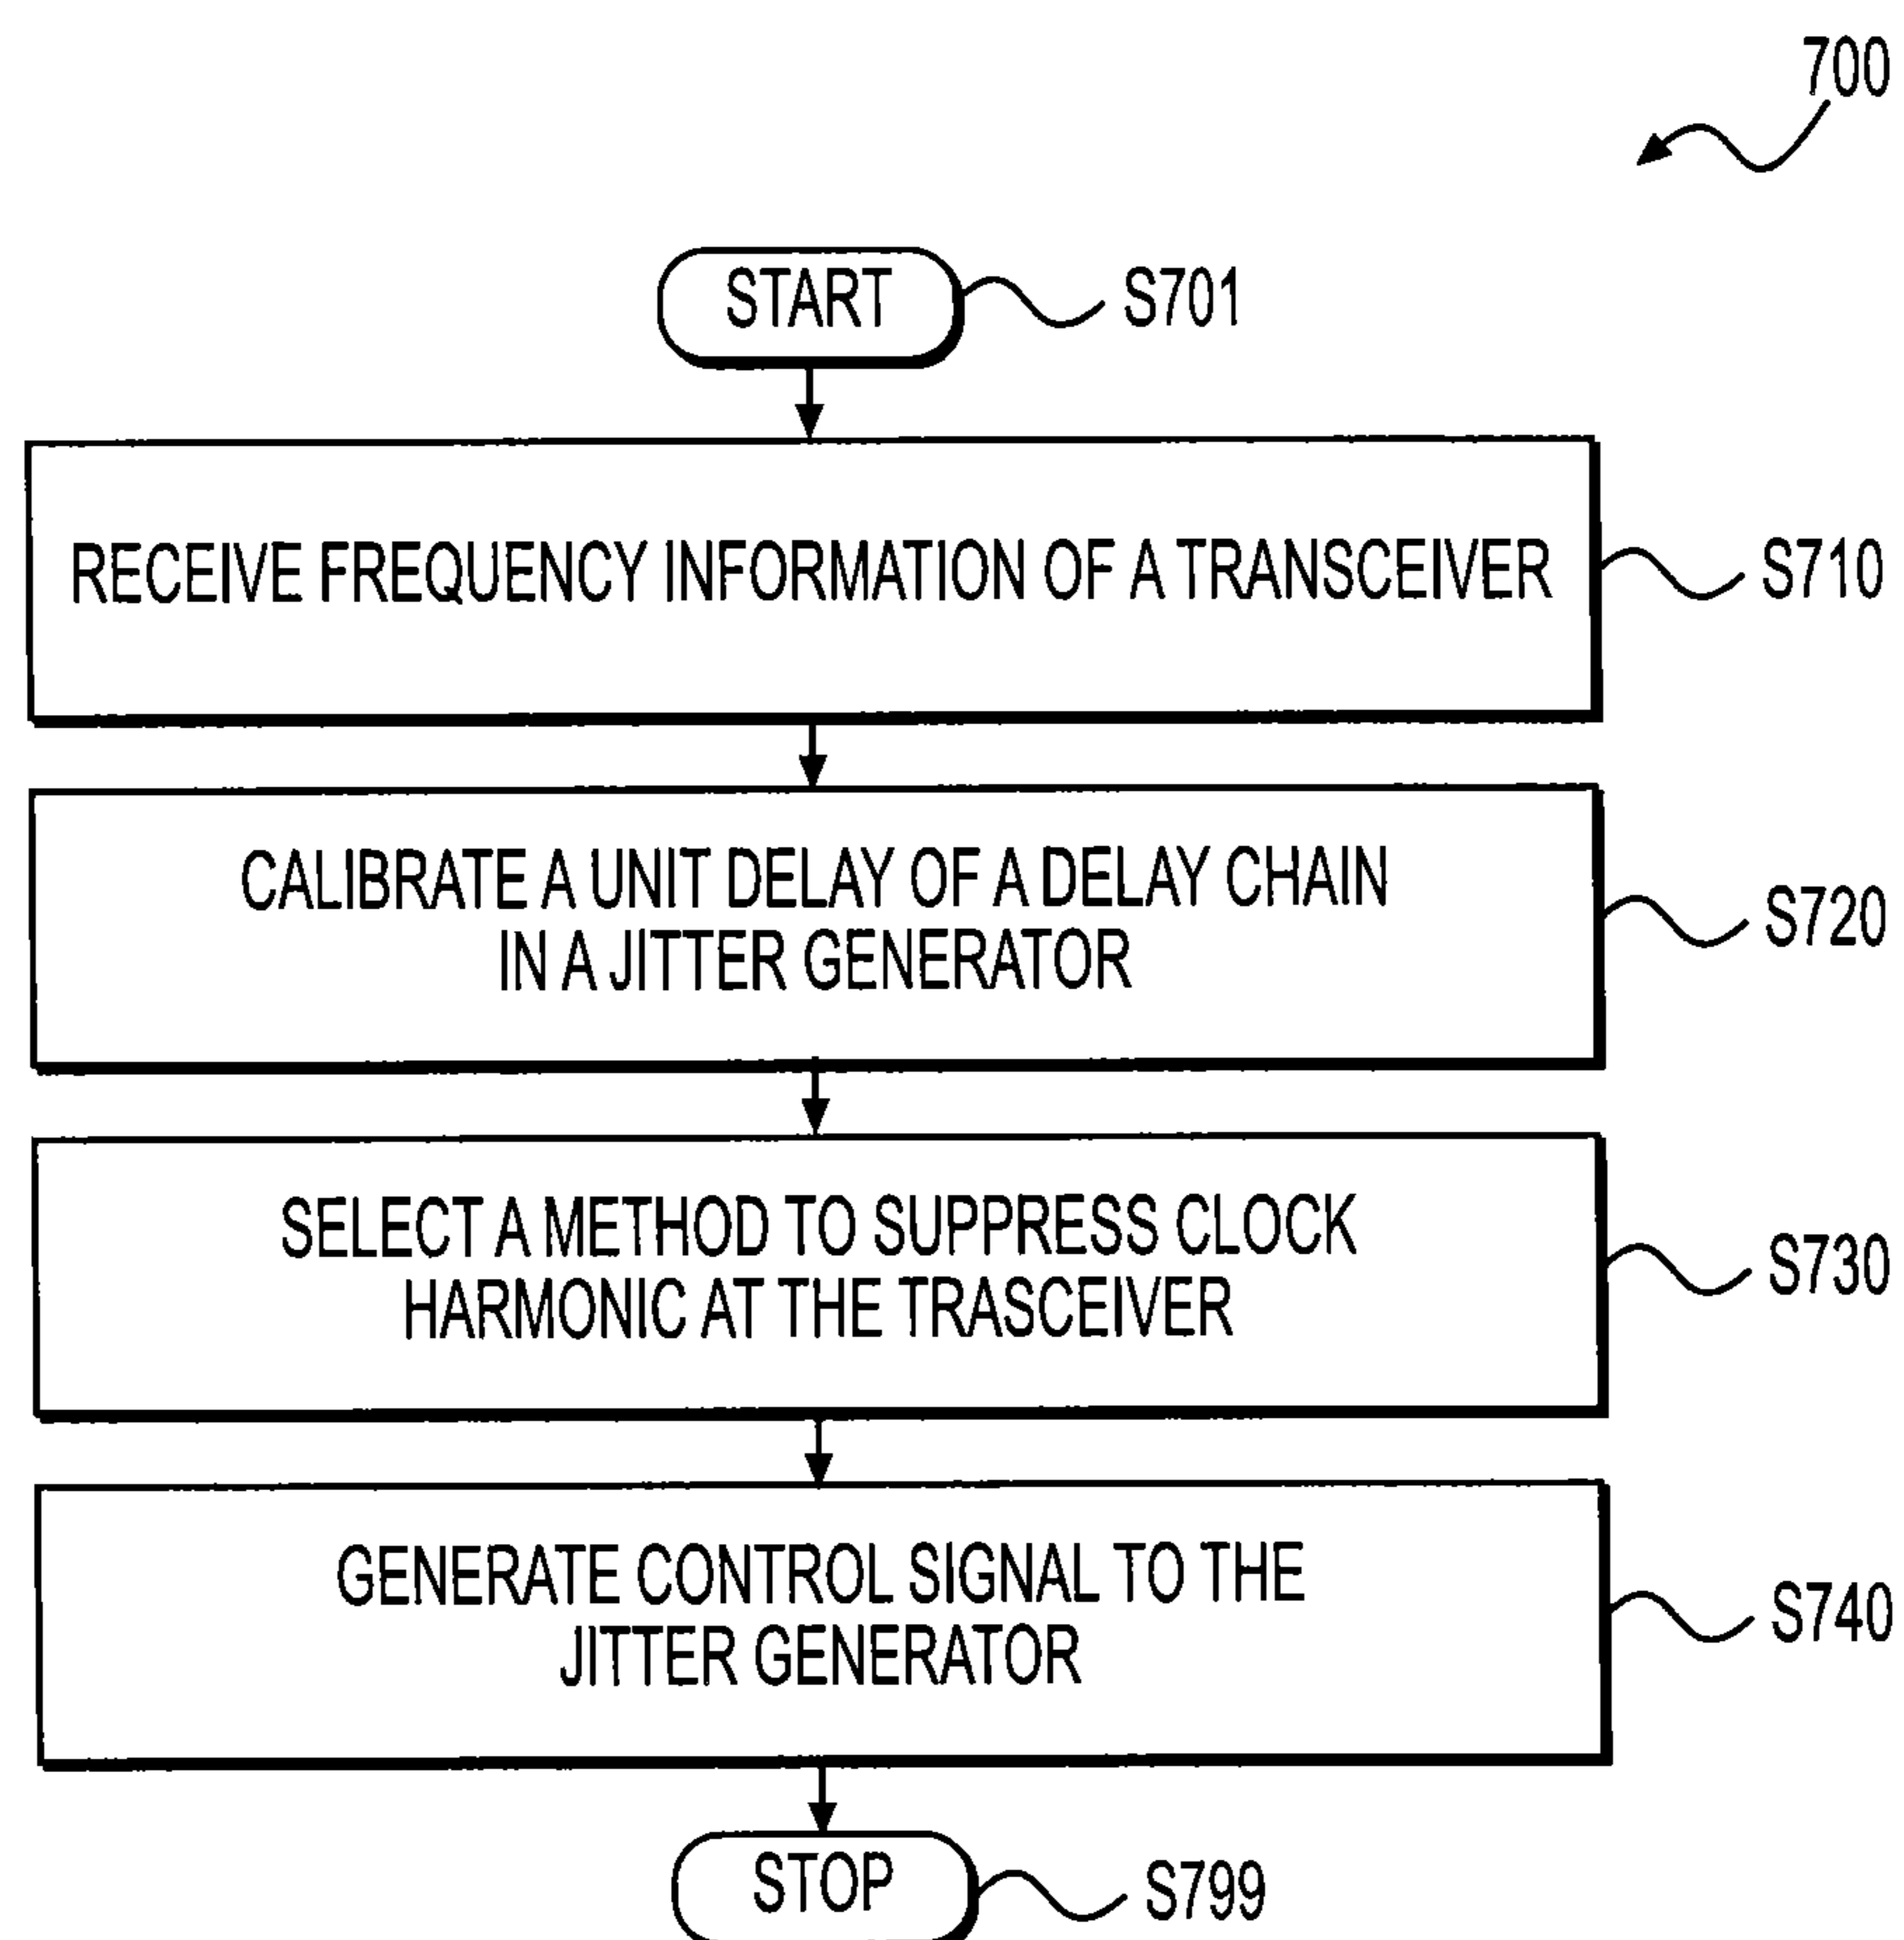 700
START
S701
RECEIVE FREQUENCY INFORMATION OF A TRANSCEIVER
S710
CALIBRATE A UNIT DELAY OF A DELAY CHAIN
IN A JITTER GENERATOR
S720
SELECT A METHOD TO SUPPRESS CLOCK
HARMONIC AT THE TRASCEIVER
S730
GENERATE CONTROL SIGNAL TO THE
JITTER GENERATOR
S740
STOP
S799